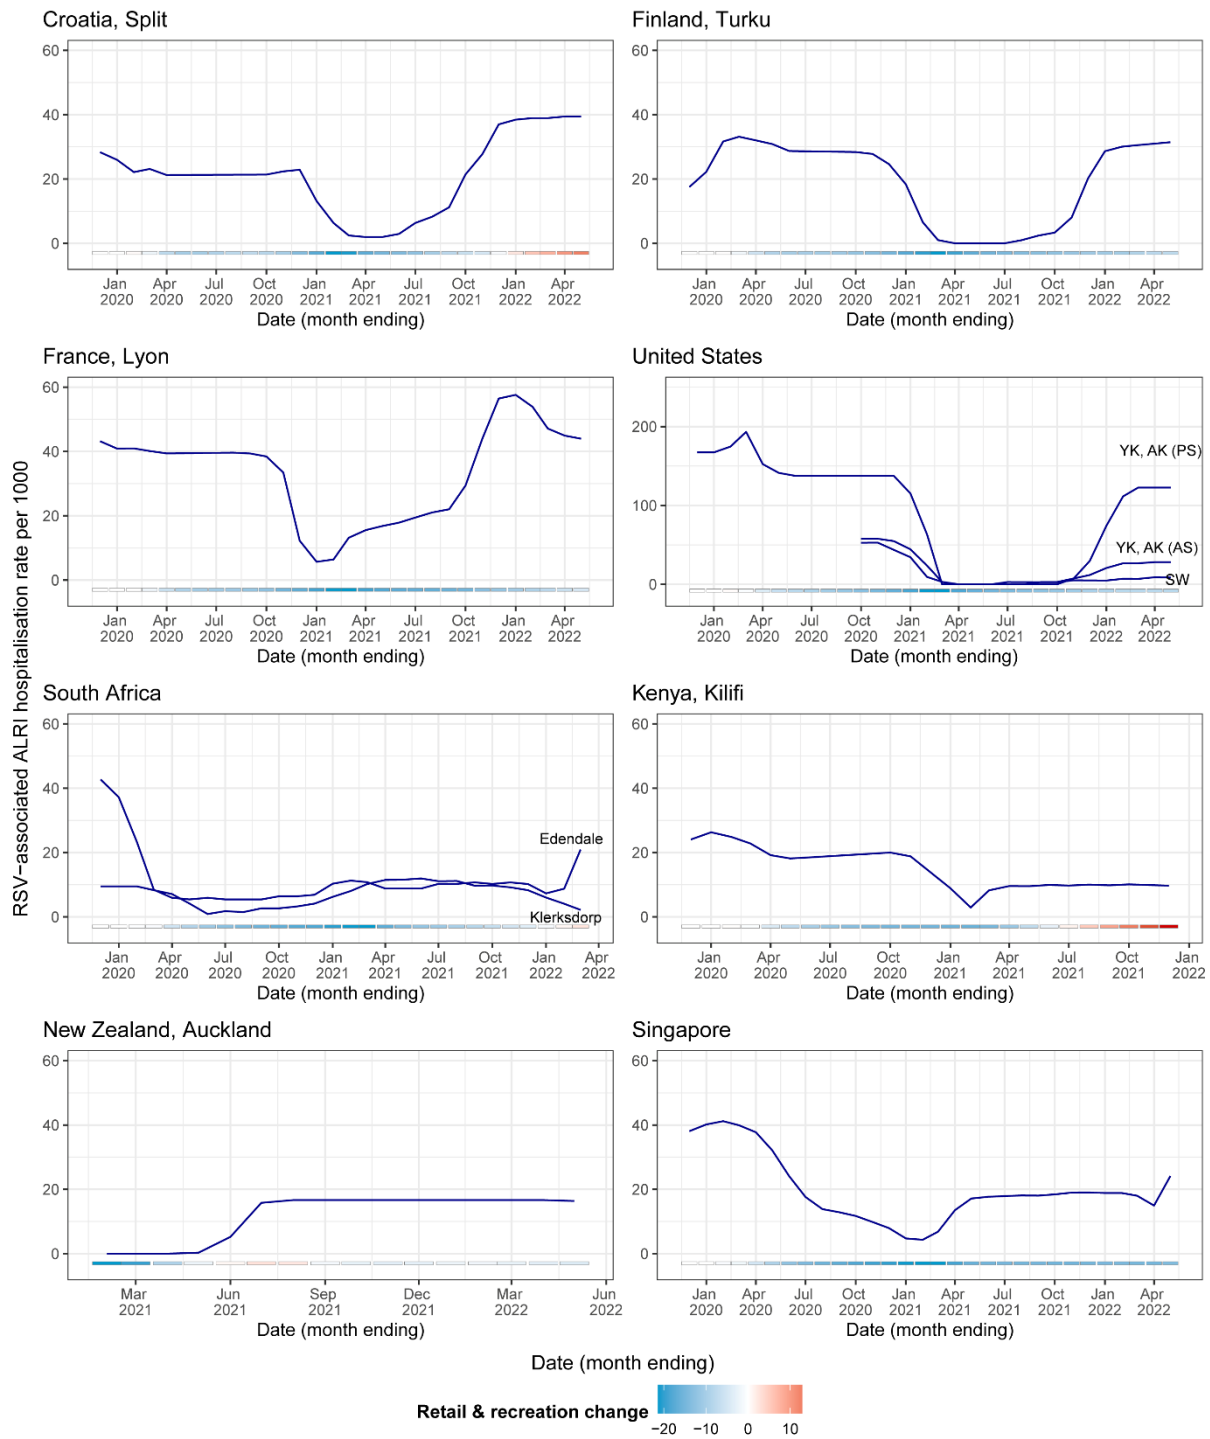 Croatia, Split
60
40
20
0
Jan Apr Jul Oct Jan Apr Jul Oct Jan Apr
2020 2020 2020 2020 2021 2021 2021 2021 2022 2022
Date (month ending)
Finland, Turku
60
40
20
0
Jan Apr Jul Oct Jan Apr Jul Oct Jan Apr
2020 2020 2020 2020 2021 2021 2021 2021 2022 2022
Date (month ending)
France, Lyon
60
40
20
0
Jan Apr Jul Oct Jan Apr Jul Oct Jan Apr
2020 2020 2020 2020 2021 2021 2021 2021 2022 2022
Date (month ending)
United States
200
100
0
YK, AK (PS)
YK, AK (AS)
SW
Jan Apr Jul Oct Jan Apr Jul Oct Jan Apr
2020 2020 2020 2020 2021 2021 2021 2021 2022 2022
Date (month ending)
RSV−associated ALRI hospitalisation rate per 1000
South Africa
60
40
20
0
Edendale
Klerksdorp
Jan Apr Jul Oct Jan Apr Jul Oct Jan Apr
2020 2020 2020 2020 2021 2021 2021 2021 2022 2022
Date (month ending)
Kenya, Kilifi
60
40
20
0
Jan Apr Jul Oct Jan Apr Jul Oct Jan
2020 2020 2020 2020 2021 2021 2021 2021 2022
Date (month ending)
New Zealand, Auckland
60
40
20
0
Mar Jun Sep Dec Mar Jun
2021 2021 2021 2021 2022 2022
Date (month ending)
Singapore
60
40
20
0
Jan Apr Jul Oct Jan Apr Jul Oct Jan Apr
2020 2020 2020 2020 2021 2021 2021 2021 2022 2022
Date (month ending)
Date (month ending)
Retail & recreation change
−20 −10 0 10